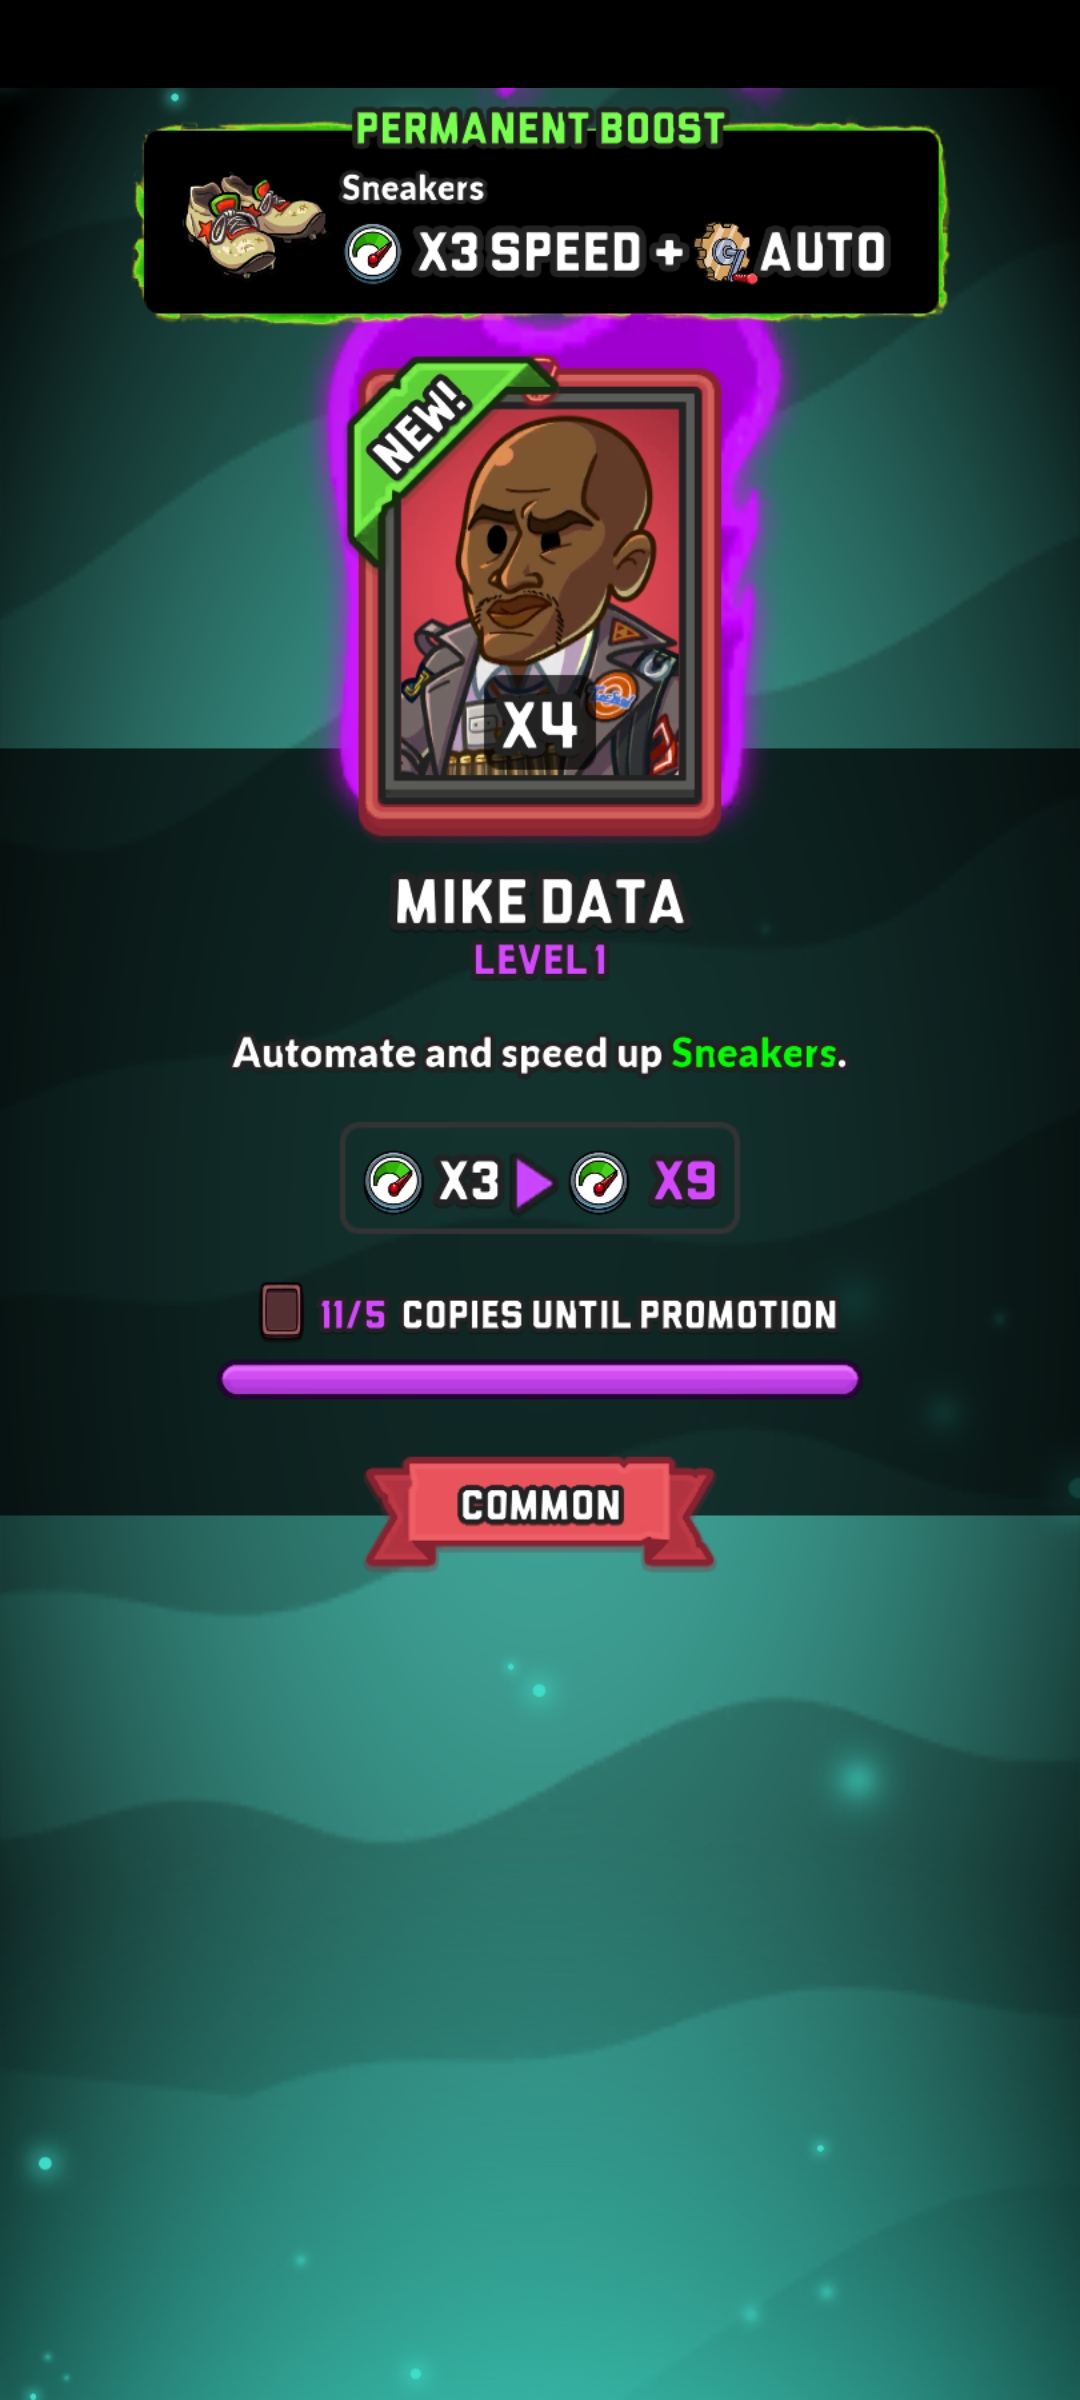 PERMANENT BOOST
Sneakers
X3 SPEED + AUTO
NEW!
X4
MIKE DATA
LEVEL 1
Automate and speed up Sneakers.
X3 X9
11/5 COPIES UNTIL PROMOTION
COMMON